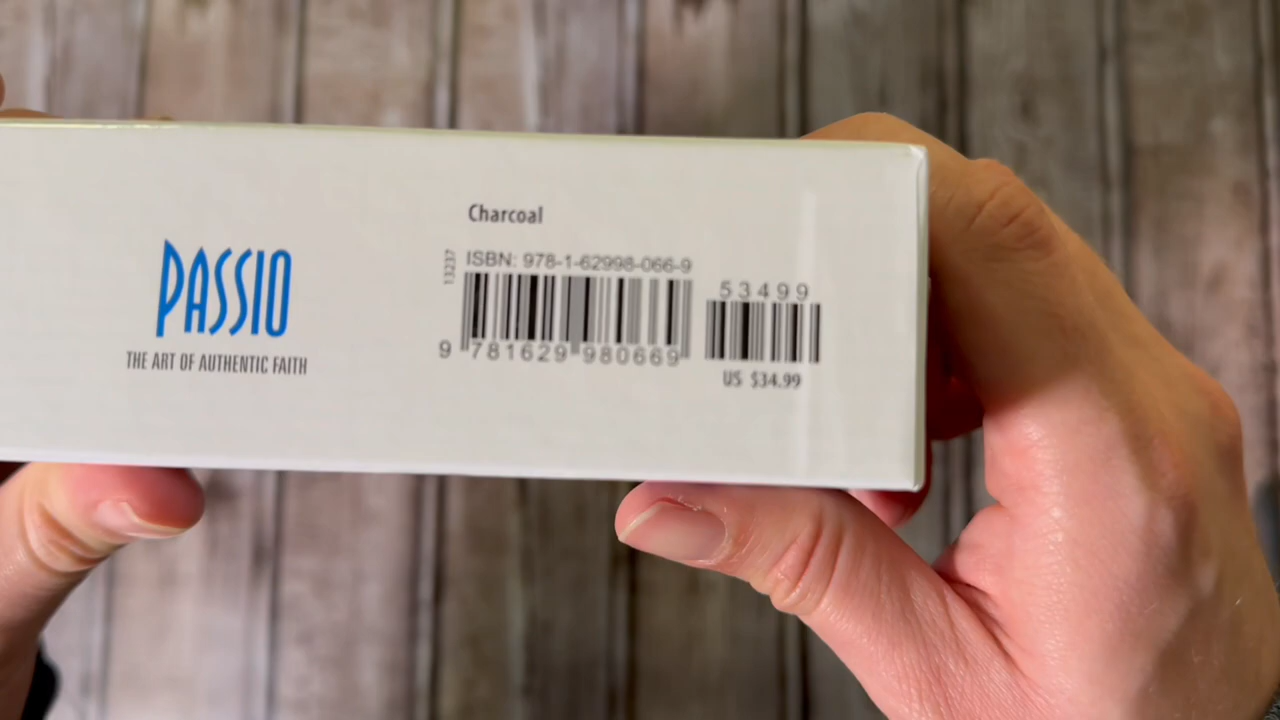 PASSIO
THE ART OF AUTHENTIC FAITH
Charcoal
13237
ISBN: 978-1-62998-066-9
9 781629 980669
53499
US $34.99